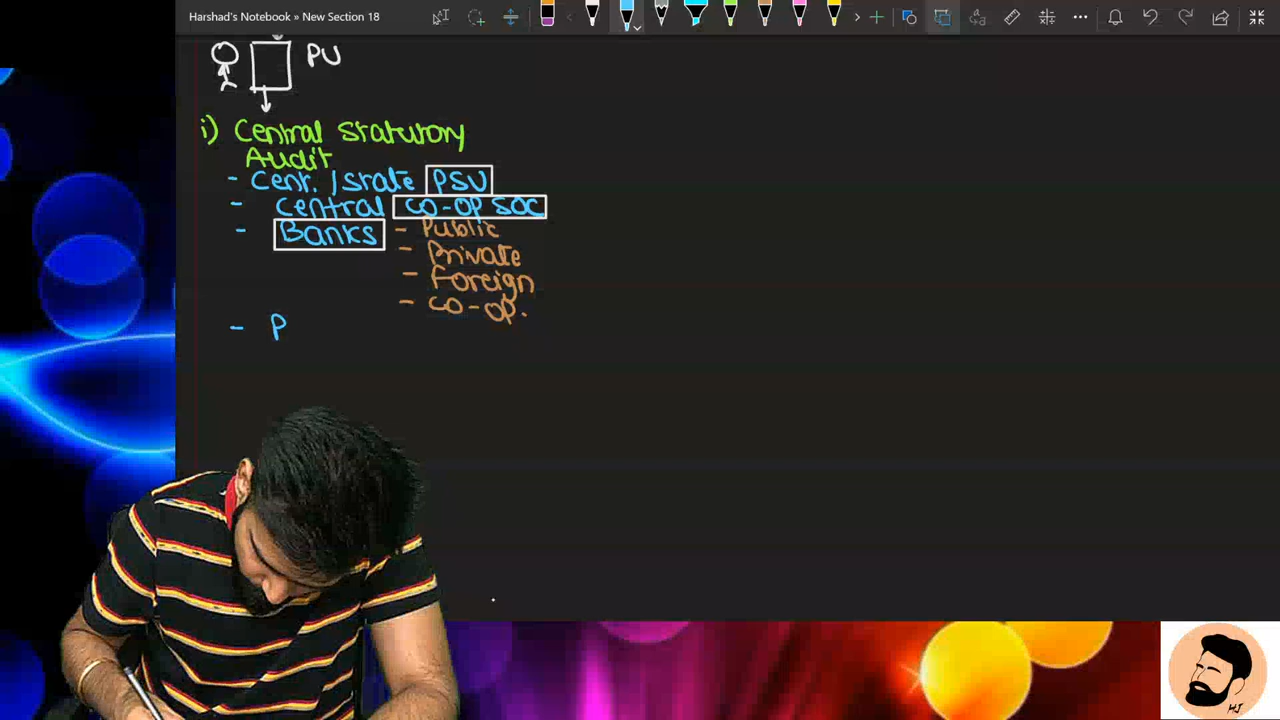 Harshad's Notebook » New Section 18
PU
i) Central Statutory
Audit
- Cent. / State PSU
- Central CO-OP SOC
- Banks - Public
- Private
- Foreign
- CO-OP.
- P
HJ